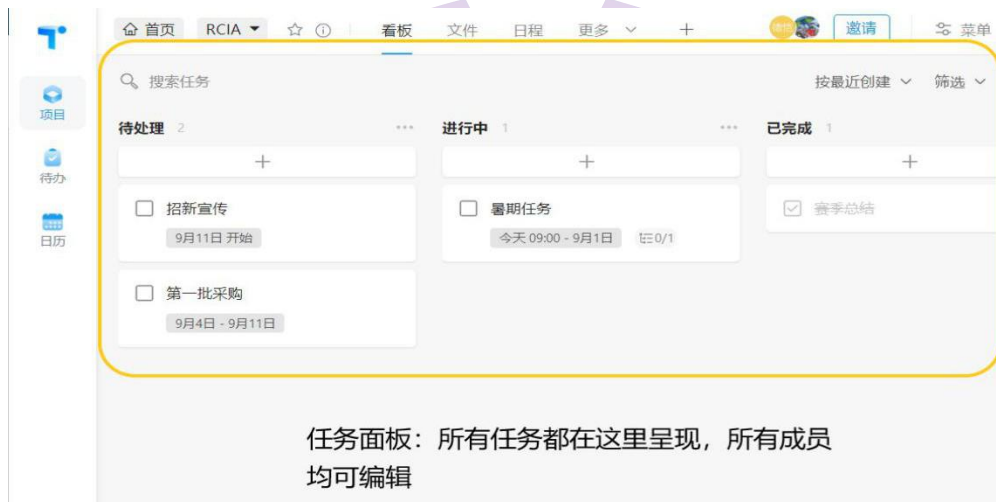 首页 RCIA 看板 文件 日程 更多 邀请 菜单
搜索任务 按最近创建 筛选
项目
待处理 2 进行中 1 已完成 1
待办
招新宣传 暑期任务 赛季总结
9月11日 开始 今天 09:00 - 9月1日 0/1
日历
第一批采购
9月4日 - 9月11日
任务面板：所有任务都在这里呈现，所有成员
均可编辑